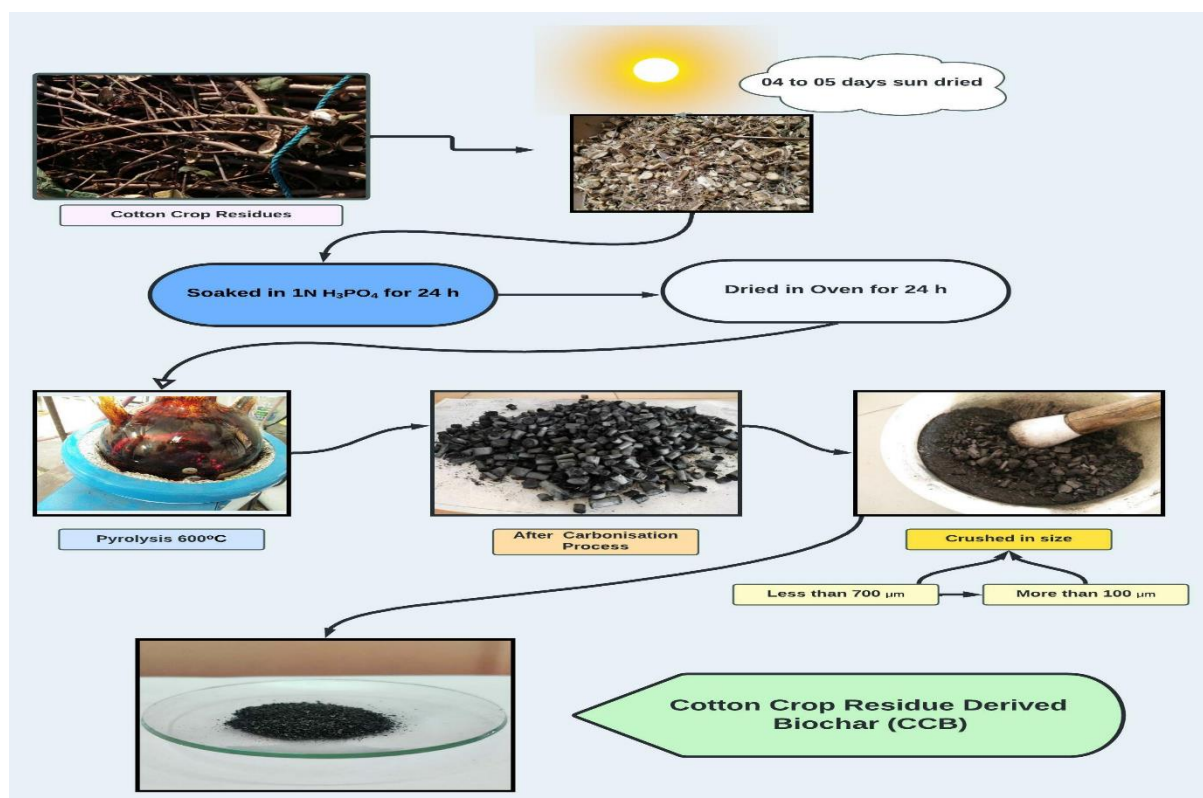 04 to 05 days sun dried
Cotton Crop Residues
Soaked in 1N H₃PO₄ for 24 h
Dried in Oven for 24 h
Pyrolysis 600ºC
After Carbonisation
Process
Crushed in size
Less than 700 µm
More than 100 µm
Cotton Crop Residue Derived
Biochar (CCB)